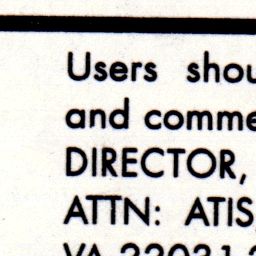 Users shou
and comme
DIRECTOR,
ATTN: ATIS,